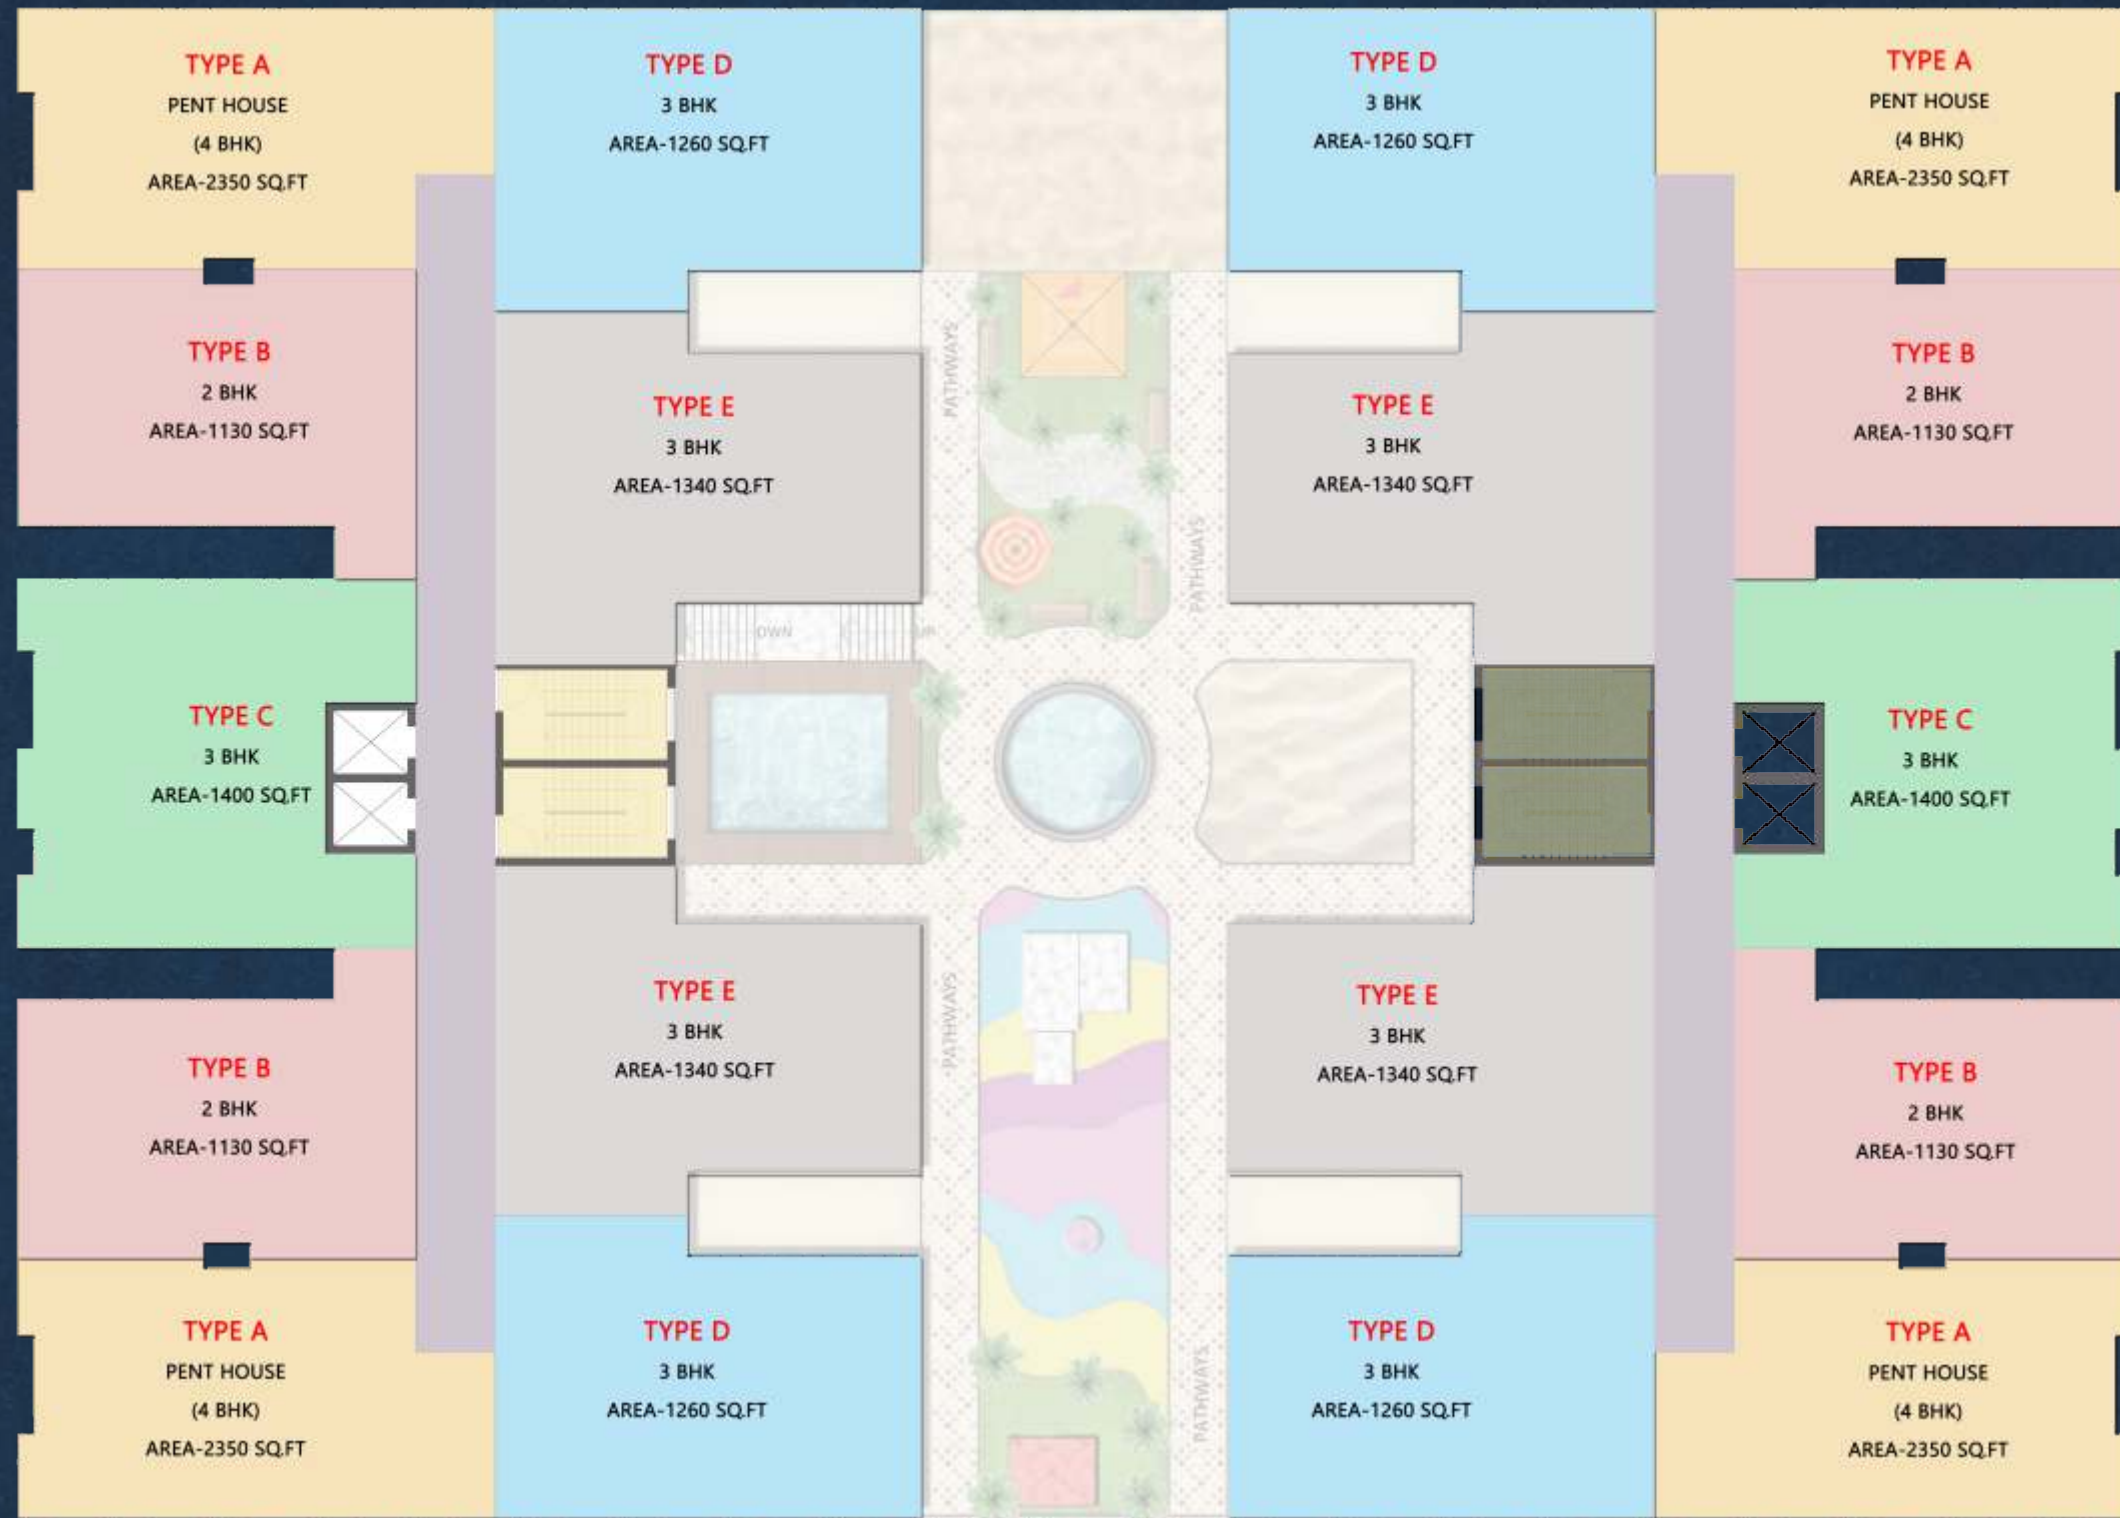 TYPE A
PENT HOUSE
(4 BHK)
AREA-2350 SQ.FT
TYPE D
3 BHK
AREA-1260 SQ.FT
TYPE D
3 BHK
AREA-1260 SQ.FT
TYPE A
PENT HOUSE
(4 BHK)
AREA-2350 SQ.FT
TYPE B
2 BHK
AREA-1130 SQ.FT
TYPE E
3 BHK
AREA-1340 SQ.FT
PATHWAYS
PATHWAYS
TYPE E
3 BHK
AREA-1340 SQ.FT
TYPE B
2 BHK
AREA-1130 SQ.FT
OWN
UP
TYPE C
3 BHK
AREA-1400 SQ.FT
TYPE C
3 BHK
AREA-1400 SQ.FT
TYPE B
2 BHK
AREA-1130 SQ.FT
TYPE E
3 BHK
AREA-1340 SQ.FT
PATHWAYS
TYPE E
3 BHK
AREA-1340 SQ.FT
TYPE B
2 BHK
AREA-1130 SQ.FT
TYPE A
PENT HOUSE
(4 BHK)
AREA-2350 SQ.FT
TYPE D
3 BHK
AREA-1260 SQ.FT
PATHWAYS
TYPE D
3 BHK
AREA-1260 SQ.FT
TYPE A
PENT HOUSE
(4 BHK)
AREA-2350 SQ.FT